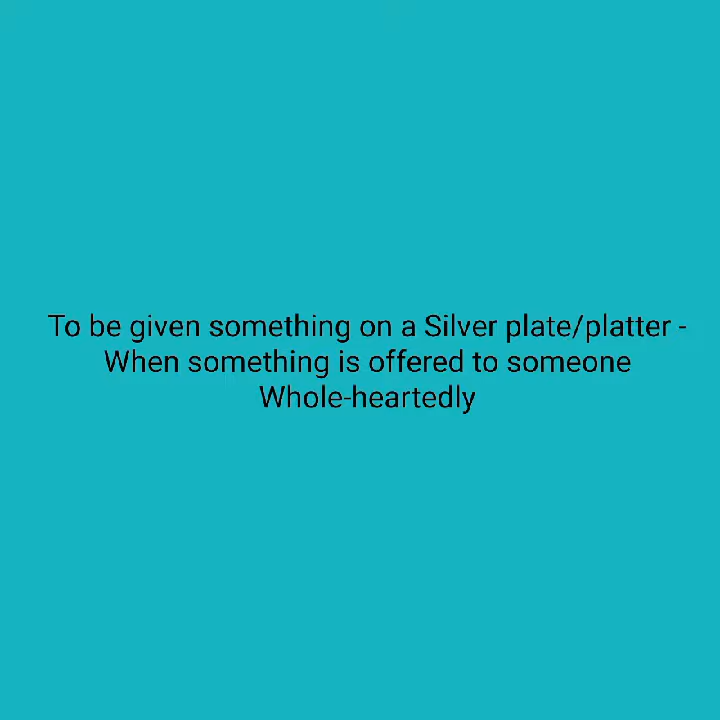 To be given something on a Silver plate/platter -
When something is offered to someone
Whole-heartedly